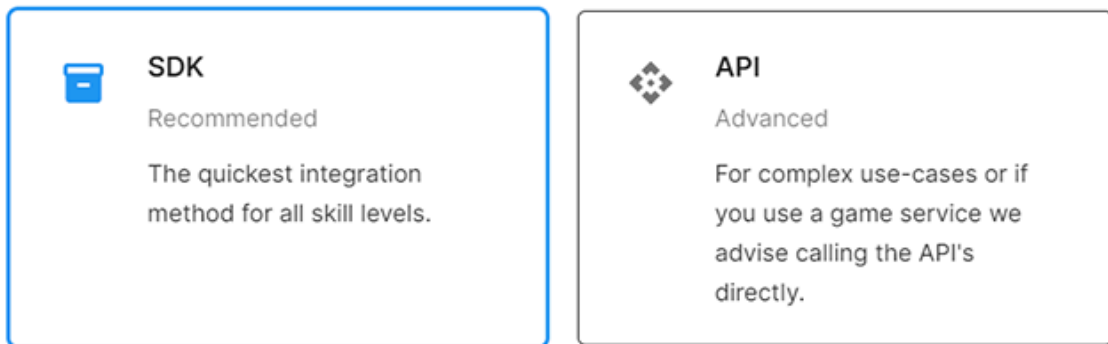 SDK
Recommended
The quickest integration
method for all skill levels.
API
Advanced
For complex use-cases or if
you use a game service we
advise calling the API's
directly.